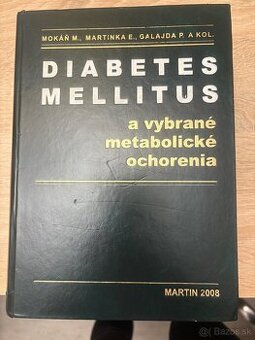 MOKÁŇ M., MARTINKA E., GALAJDA P. A KOL.
DIABETES
MELLITUS
a vybrané
metabolické
ochorenia
MARTIN 2008
Bazos.sk